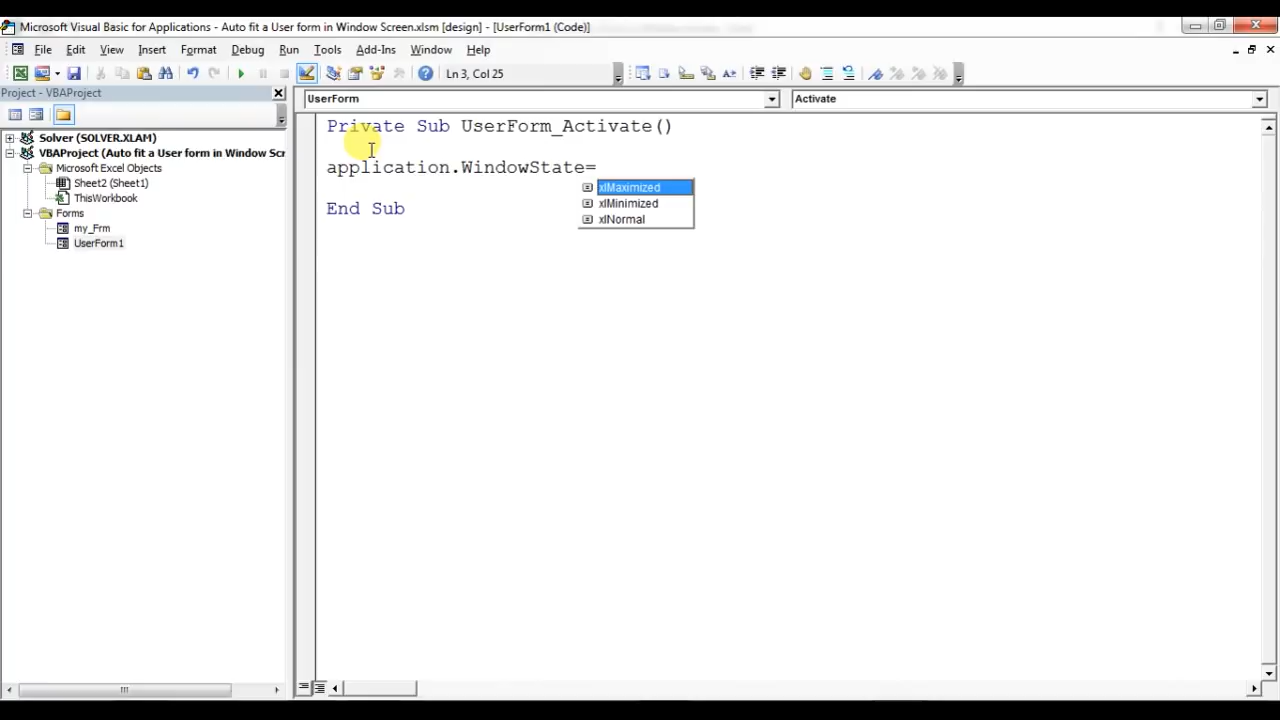 Microsoft Visual Basic for Applications - Auto fit a User form in Window Screen.xlsm [design] - [UserForm1 (Code)]
File Edit View Insert Format Debug Run Tools Add-Ins Window Help
Ln 3, Col 25
Project - VBAProject
UserForm
Activate
Solver (SOLVER.XLAM)
VBAProject (Auto fit a User form in Window Scr
Microsoft Excel Objects
Sheet2 (Sheet1)
ThisWorkbook
Forms
my_Frm
UserForm1
Private Sub UserForm_Activate()
application.WindowState=
xlMaximized
xlMinimized
xlNormal
End Sub